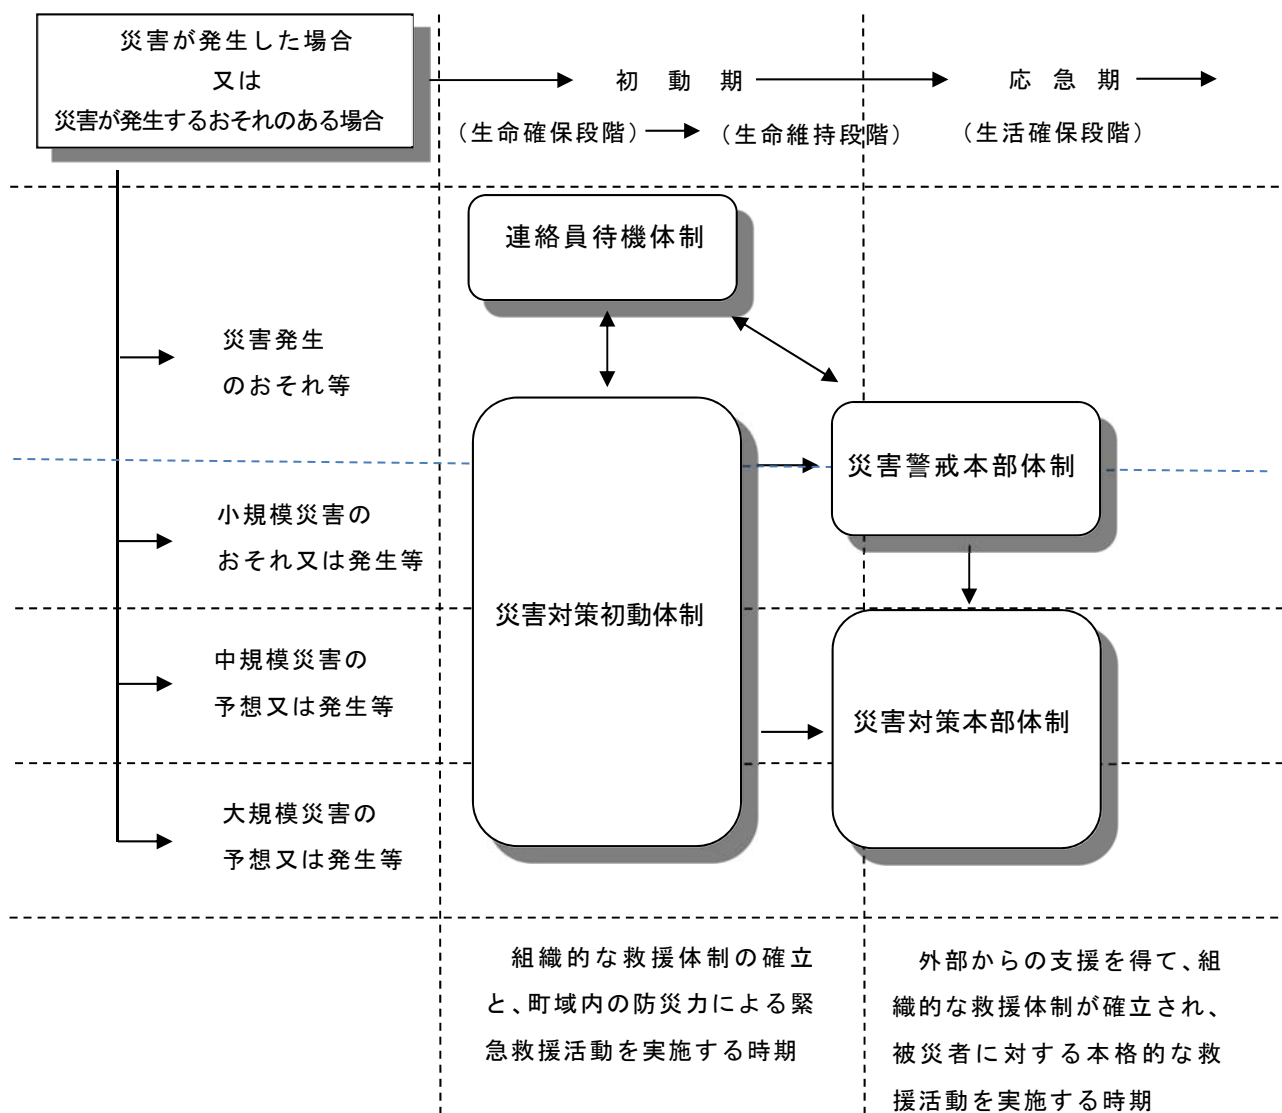 災害が発生した場合
又は
災害が発生するおそれのある場合
初動期
応急期
（生命確保段階）
（生命維持段階）
（生活確保段階）
連絡員待機体制
災害発生
のおそれ等
災害警戒本部体制
小規模災害の
おそれ又は発生等
災害対策初動体制
中規模災害の
予想又は発生等
災害対策本部体制
大規模災害の
予想又は発生等
組織的な救援体制の確立
と、町域内の防災力による緊
急救援活動を実施する時期
外部からの支援を得て、組
織的な救援体制が確立され、
被災者に対する本格的な救
援活動を実施する時期